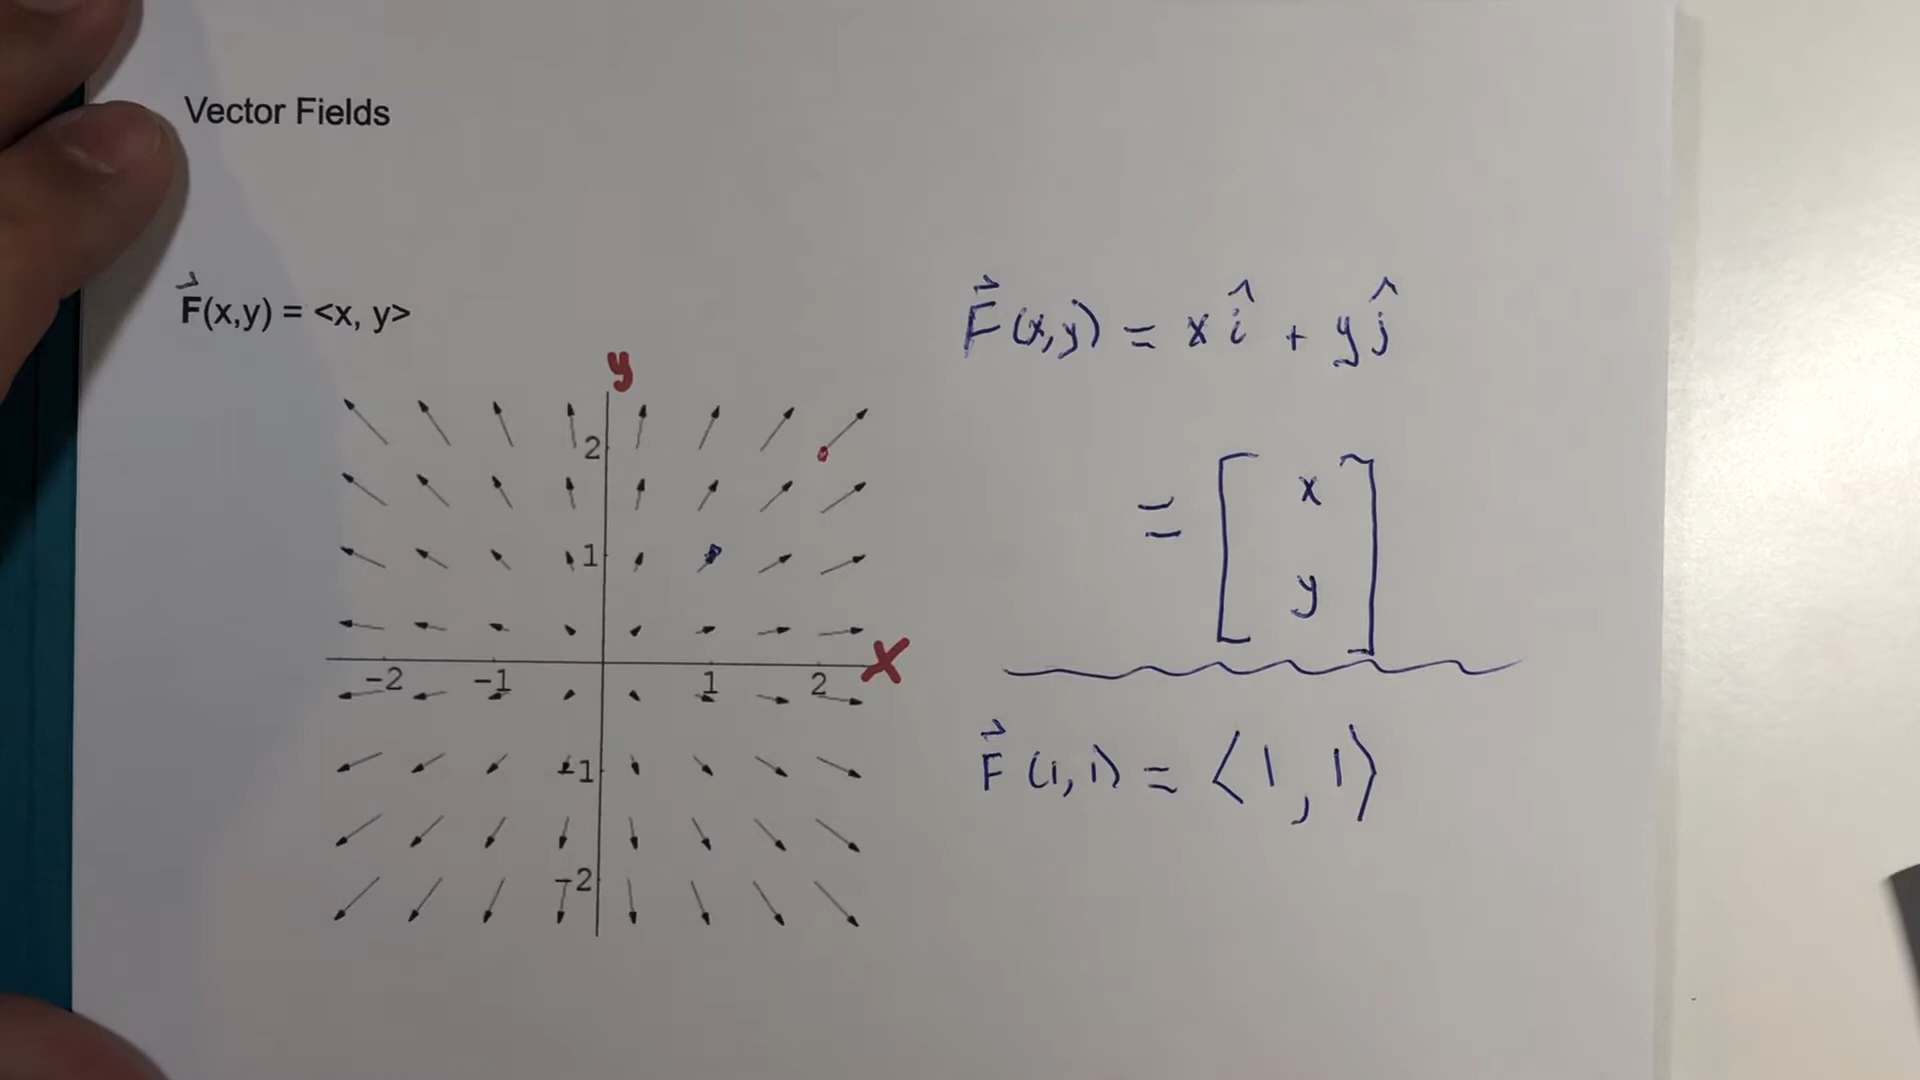 Vector Fields
F⃗(x,y) = <x, y>
y
2
1
-2 -1 1 2 x
-1
-2
F⃗(x,y) = x î + y ĵ
= [ x
y ]
F⃗(1,1) = ⟨1,1⟩